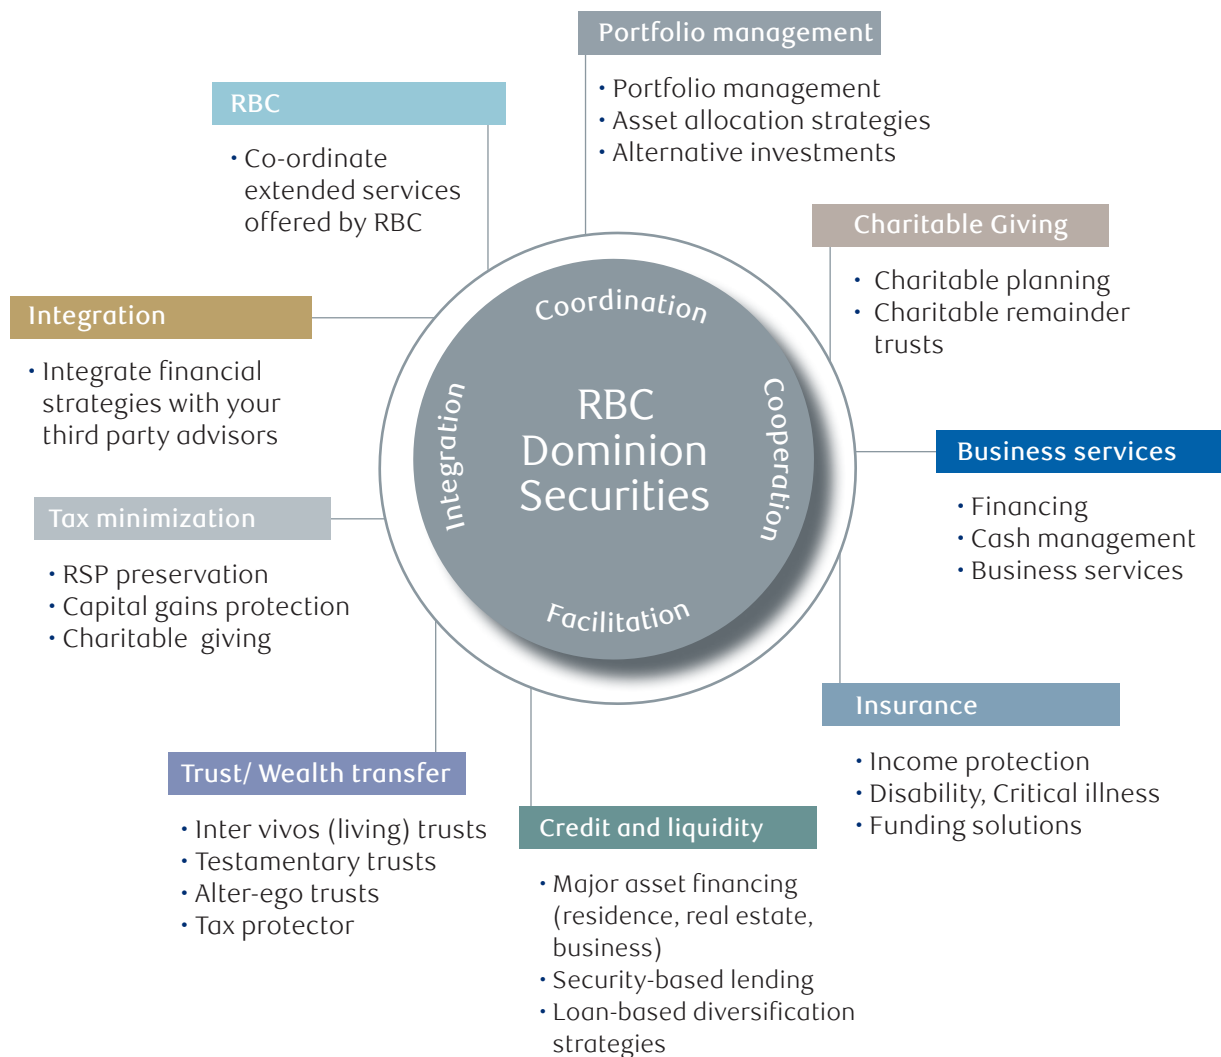 Portfolio management
• Portfolio management
• Asset allocation strategies
• Alternative investments
RBC
• Co-ordinate
extended services
offered by RBC
Charitable Giving
• Charitable planning
• Charitable remainder
trusts
Integration
• Integrate financial
strategies with your
third party advisors
Coordination
Integration
RBC
Dominion
Securities
Cooperation
Facilitation
Business services
• Financing
• Cash management
• Business services
Tax minimization
• RSP preservation
• Capital gains protection
• Charitable  giving
Insurance
• Income protection
• Disability, Critical illness
• Funding solutions
Trust/ Wealth transfer
• Inter vivos (living) trusts
• Testamentary trusts
• Alter-ego trusts
• Tax protector
Credit and liquidity
• Major asset financing
(residence, real estate,
business)
• Security-based lending
• Loan-based diversification
strategies